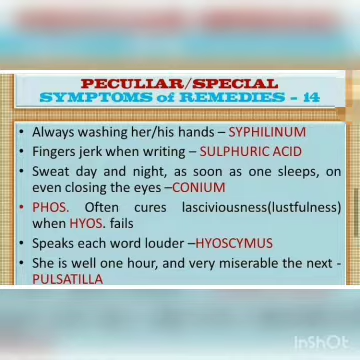 PECULIAR/SPECIAL
SYMPTOMS of REMEDIES - 14
• Always washing her/his hands – SYPHILINUM
• Fingers jerk when writing – SULPHURIC ACID
• Sweat day and night, as soon as one sleeps, on
even closing the eyes –CONIUM
• PHOS. Often cures lasciviousness(lustfulness)
when HYOS. fails
• Speaks each word louder –HYOSCYMUS
• She is well one hour, and very miserable the next -
PULSATILLA
InShOt